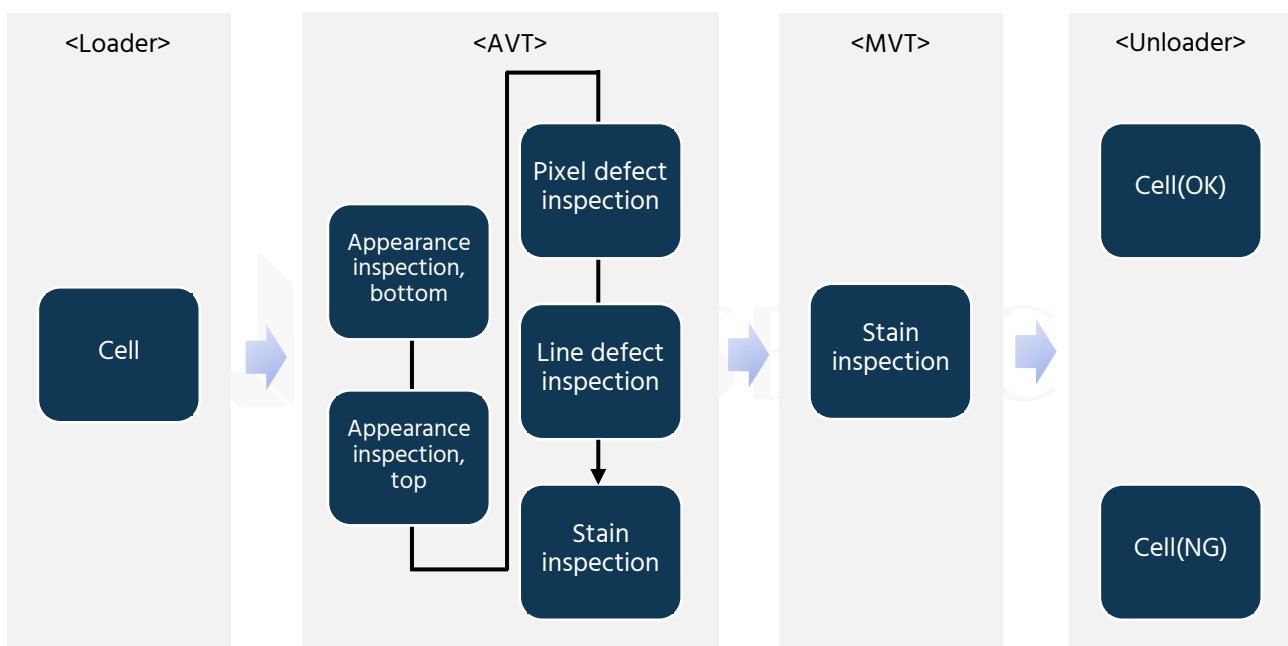 <Loader>
Cell
<AVT>
Appearance
inspection,
bottom
Appearance
inspection,
top
Pixel defect
inspection
Line defect
inspection
Stain
inspection
<MVT>
Stain
inspection
<Unloader>
Cell(OK)
Cell(NG)